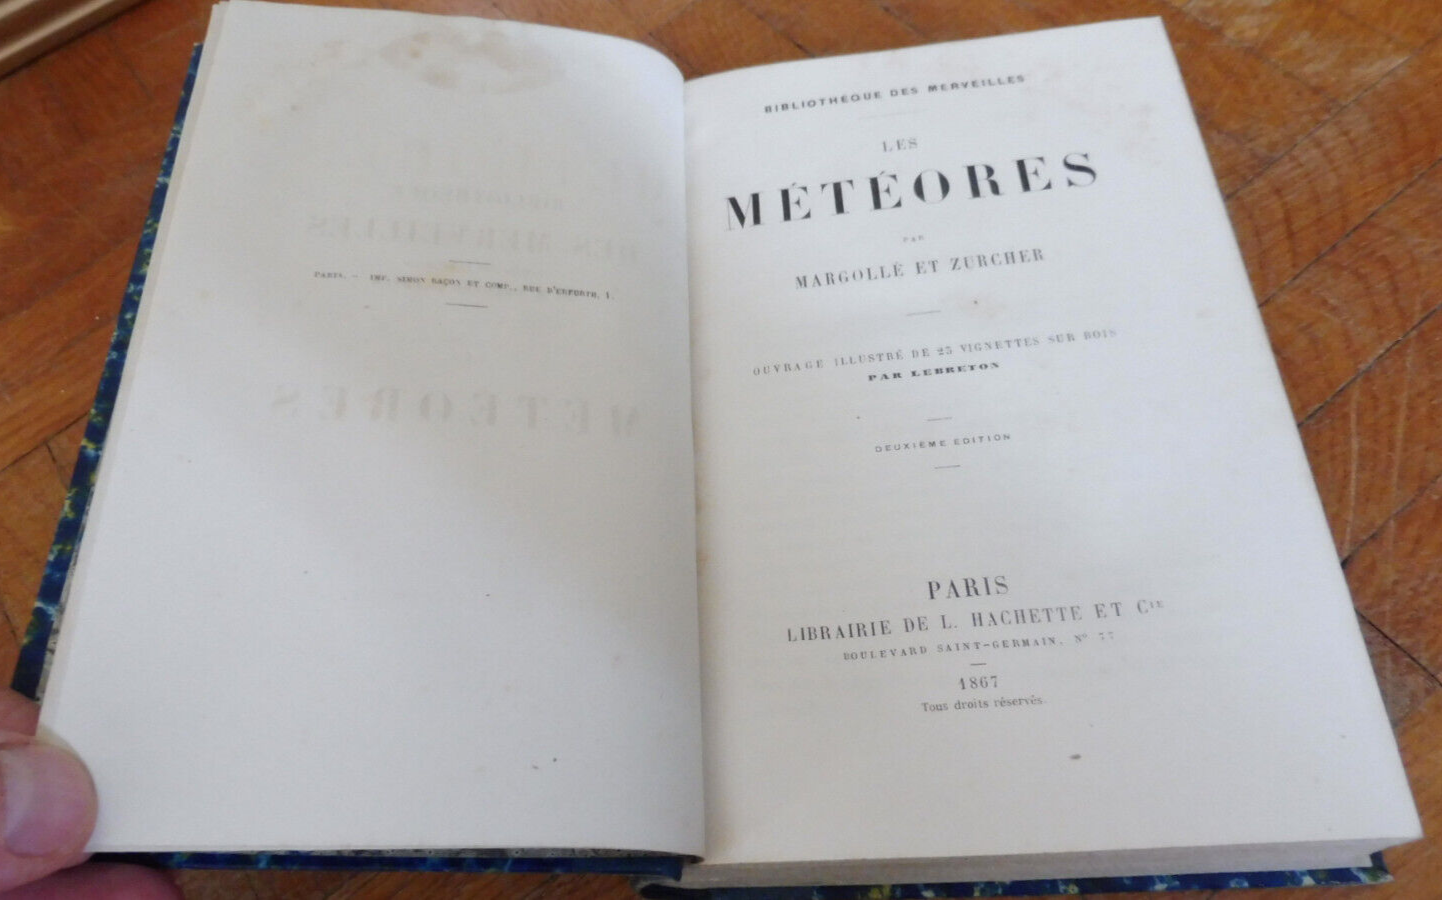 PARIS. — IMP. SIMON RAÇON ET COMP., RUE D'ERFURTH, 1.
BIBLIOTHÈQUE DES MERVEILLES
LES
MÉTÉORES
PAR
MARGOLLÉ ET ZURCHER
OUVRAGE ILLUSTRÉ DE 23 VIGNETTES SUR BOIS
PAR LEBRETON
DEUXIÈME ÉDITION
PARIS
LIBRAIRIE DE L. HACHETTE ET Cie
BOULEVARD SAINT-GERMAIN, No 77
1867
Tous droits réservés.